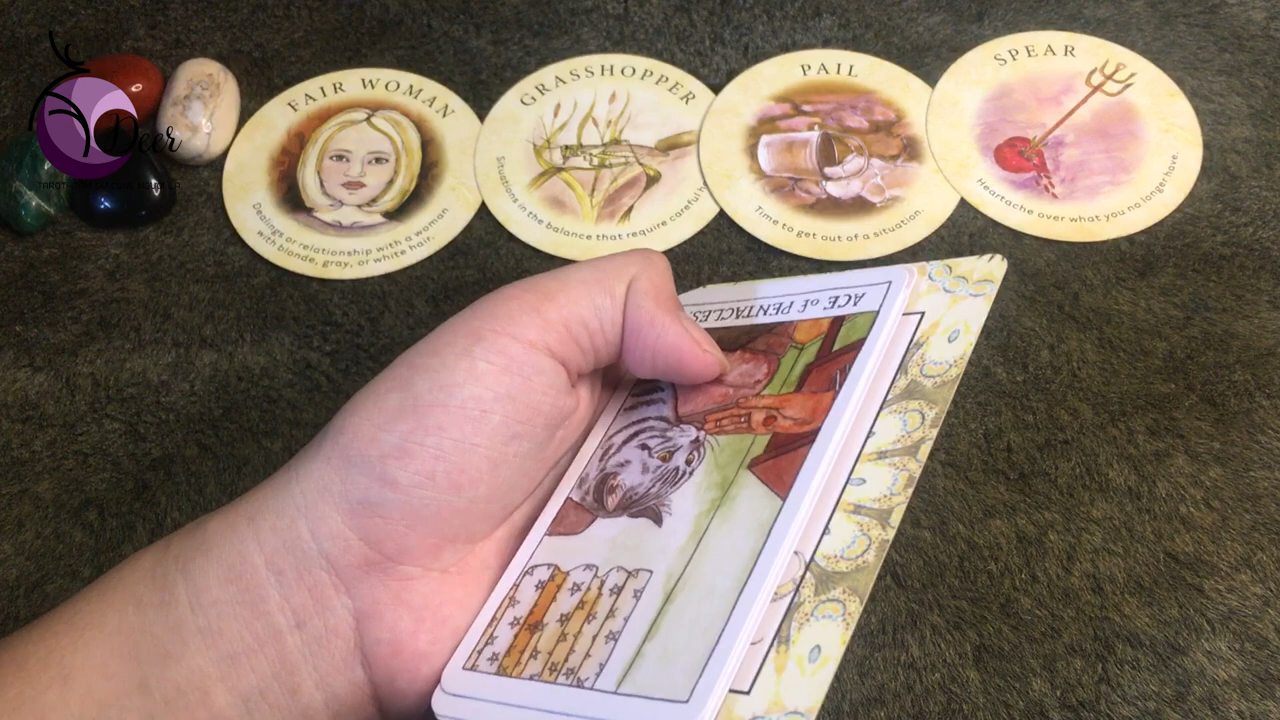 Deer
FAIR WOMAN
Dealings or relationship with a woman
with blonde, gray, or white hair.
GRASSHOPPER
Situations in the balance that require careful
PAIL
Time to get out of a situation.
SPEAR
Heartache over what you no longer have.
ACE of PENTACLES